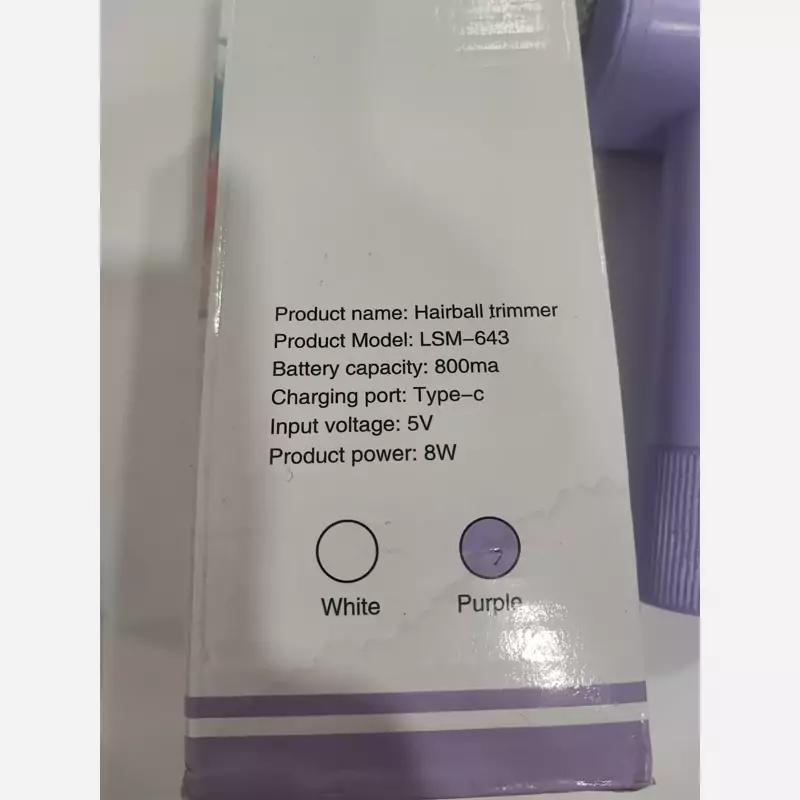 Product name: Hairball trimmer
Product Model: LSM–643
Battery capacity: 800ma
Charging port: Type–c
Input voltage: 5V
Product power: 8W
White
Purple